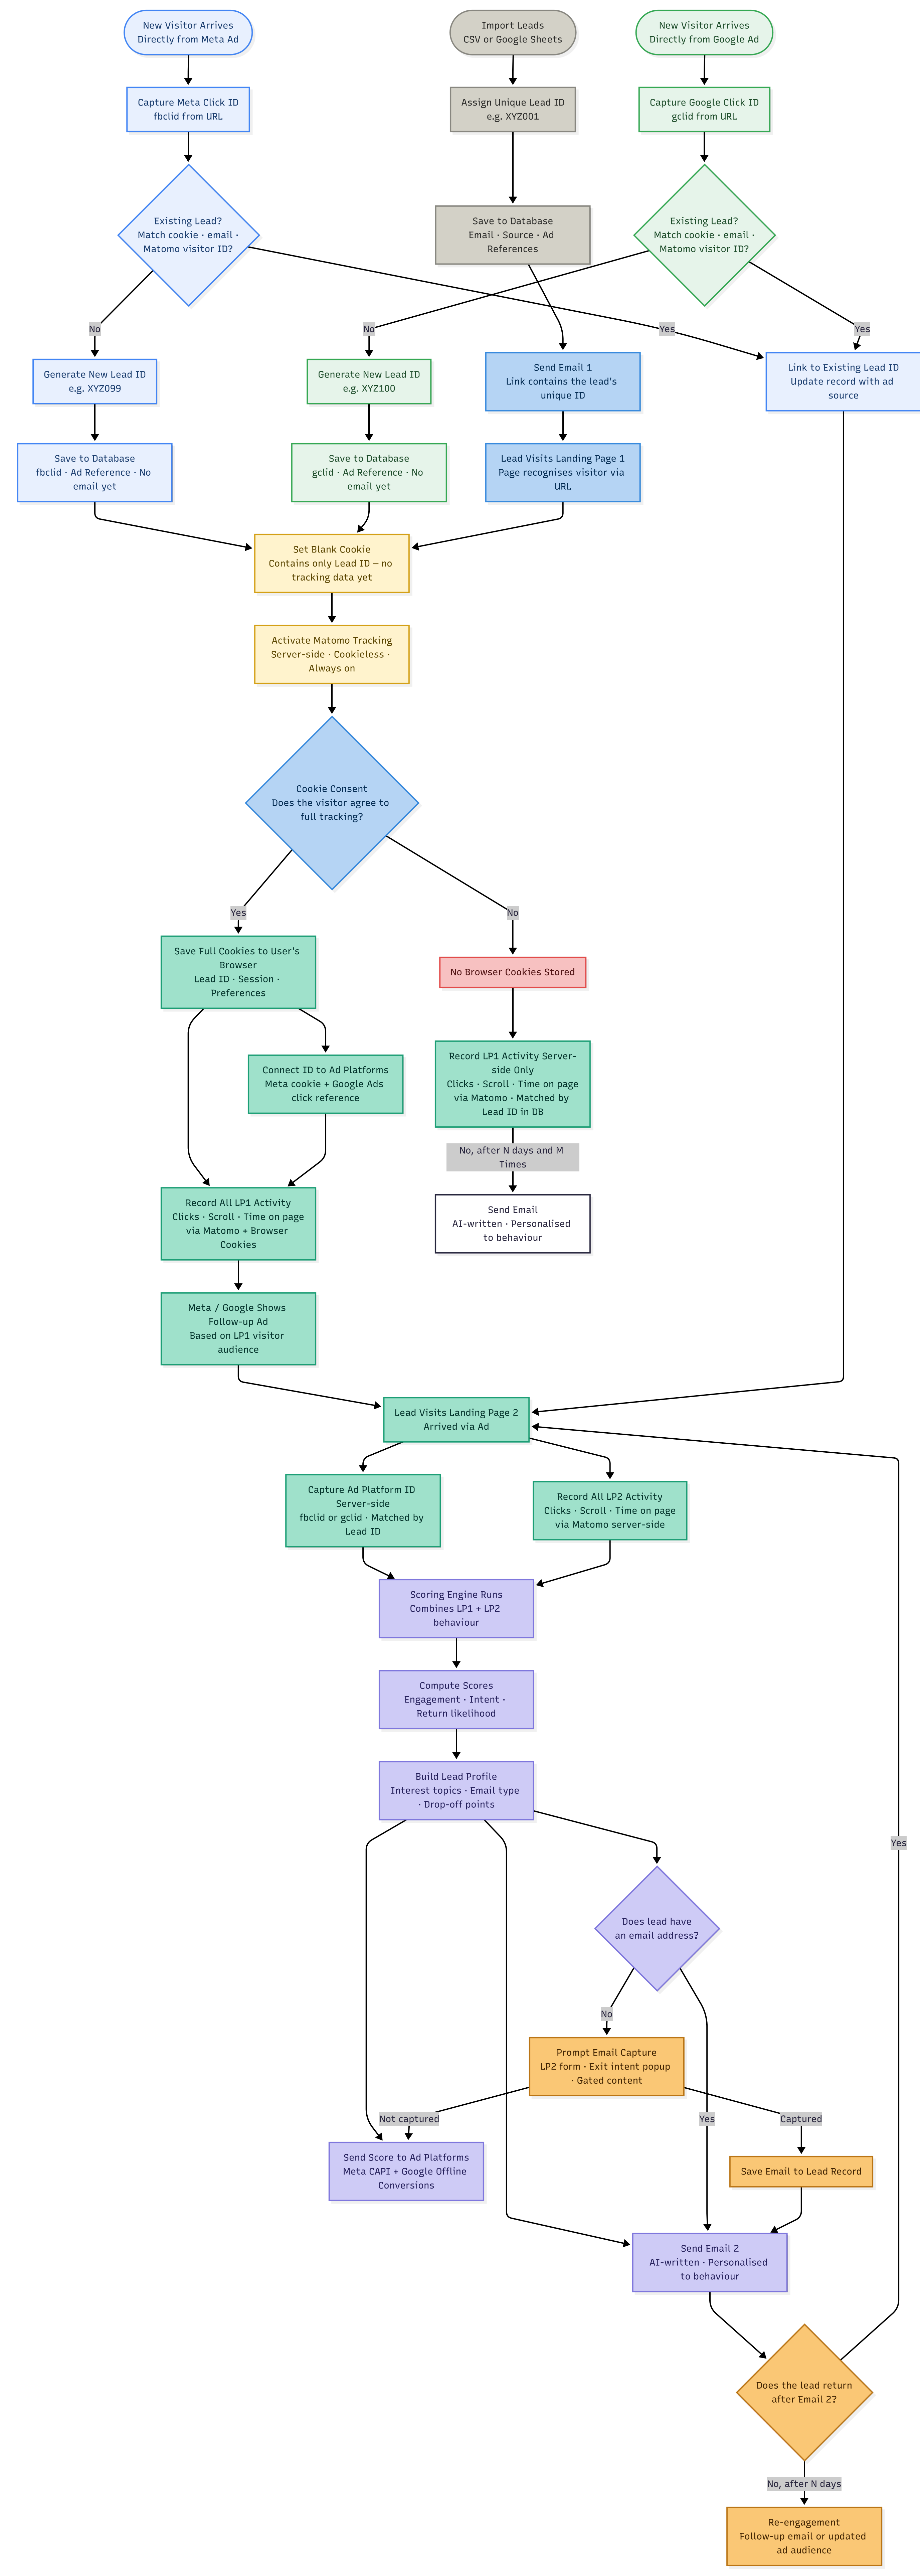 New Visitor Arrives
Directly from Meta Ad
Import Leads
CSV or Google Sheets
New Visitor Arrives
Directly from Google Ad
Capture Meta Click ID
fbclid from URL
Assign Unique Lead ID
e.g. XYZ001
Capture Google Click ID
gclid from URL
Existing Lead?
Match cookie · email ·
Matomo visitor ID?
Save to Database
Email · Source · Ad
References
Existing Lead?
Match cookie · email ·
Matomo visitor ID?
No
No
Yes
Yes
Generate New Lead ID
e.g. XYZ099
Generate New Lead ID
e.g. XYZ100
Send Email 1
Link contains the lead's
unique ID
Link to Existing Lead ID
Update record with ad
source
Save to Database
fbclid · Ad Reference · No
email yet
Save to Database
gclid · Ad Reference · No
email yet
Lead Visits Landing Page 1
Page recognises visitor via
URL
Set Blank Cookie
Contains only Lead ID — no
tracking data yet
Activate Matomo Tracking
Server-side · Cookieless ·
Always on
Cookie Consent
Does the visitor agree to
full tracking?
Yes
No
Save Full Cookies to User's
Browser
Lead ID · Session ·
Preferences
No Browser Cookies Stored
Connect ID to Ad Platforms
Meta cookie + Google Ads
click reference
Record LP1 Activity Server-
side Only
Clicks · Scroll · Time on page
via Matomo · Matched by
Lead ID in DB
No, after N days and M
Times
Record All LP1 Activity
Clicks · Scroll · Time on page
via Matomo + Browser
Cookies
Send Email
AI-written · Personalised
to behaviour
Meta / Google Shows
Follow-up Ad
Based on LP1 visitor
audience
Lead Visits Landing Page 2
Arrived via Ad
Capture Ad Platform ID
Server-side
fbclid or gclid · Matched by
Lead ID
Record All LP2 Activity
Clicks · Scroll · Time on page
via Matomo server-side
Scoring Engine Runs
Combines LP1 + LP2
behaviour
Compute Scores
Engagement · Intent ·
Return likelihood
Build Lead Profile
Interest topics · Email type
· Drop-off points
Yes
Does lead have
an email address?
No
Prompt Email Capture
LP2 form · Exit intent popup
· Gated content
Not captured
Yes
Captured
Send Score to Ad Platforms
Meta CAPI + Google Offline
Conversions
Save Email to Lead Record
Send Email 2
AI-written · Personalised
to behaviour
Does the lead return
after Email 2?
No, after N days
Re-engagement
Follow-up email or updated
ad audience